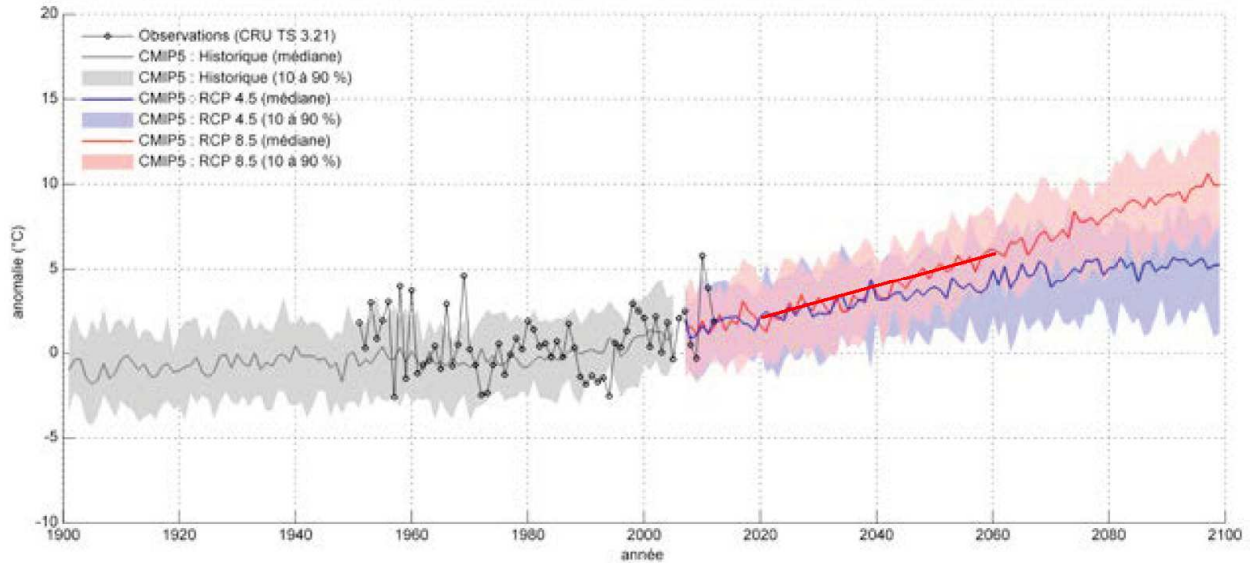 20
15
10
5
0
-5
-10
anomalie (°C)
Observations (CRU TS 3.21)
CMIP5 : Historique (médiane)
CMIP5 : Historique (10 à 90 %)
CMIP5 : RCP 4.5 (médiane)
CMIP5 : RCP 4.5 (10 à 90 %)
CMIP5 : RCP 8.5 (médiane)
CMIP5 : RCP 8.5 (10 à 90 %)
1900 1920 1940 1960 1980 2000 2020 2040 2060 2080 2100
année